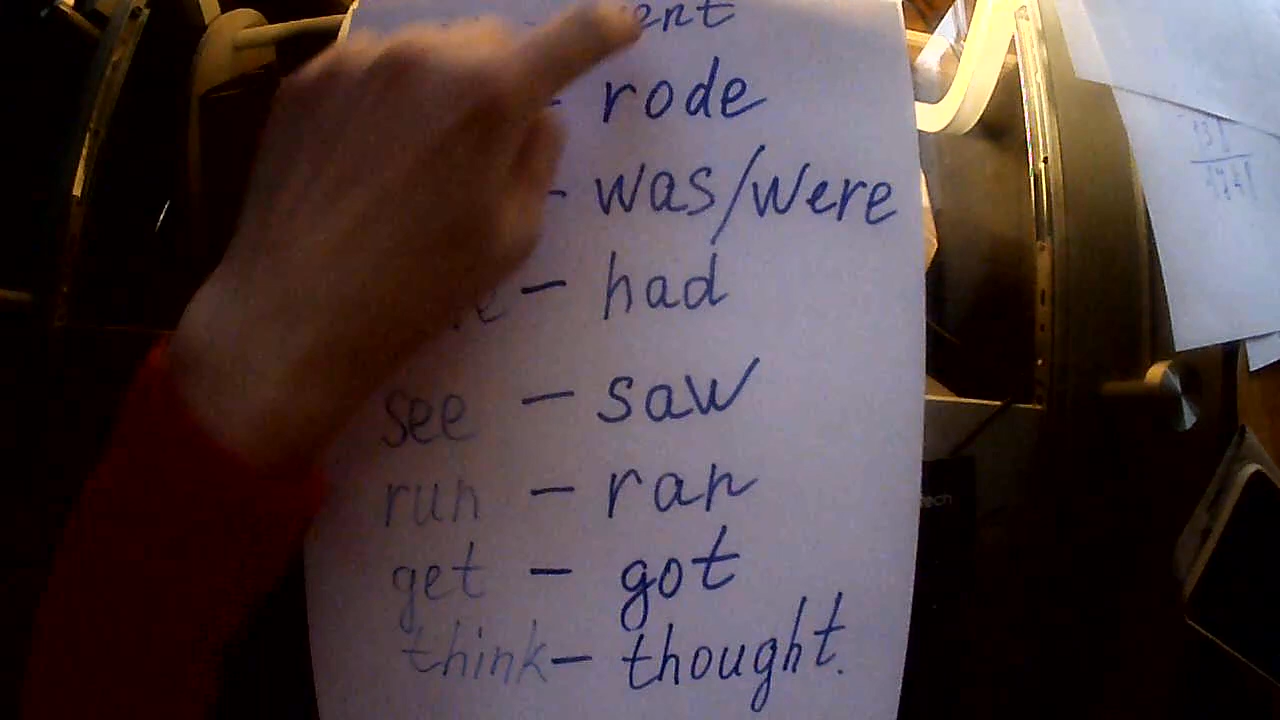 rode
- was/were
- had
see - saw
run - ran
get - got
think - thought.